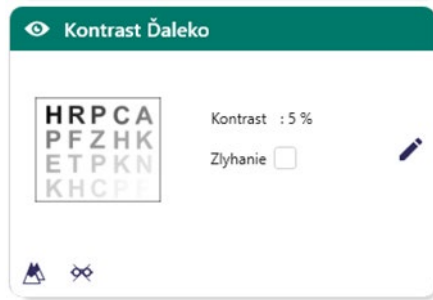 Kontrast Ďaleko
HRPCA
PFZHK
ETPKN
KHCPF
Kontrast : 5 %
Zlyhanie